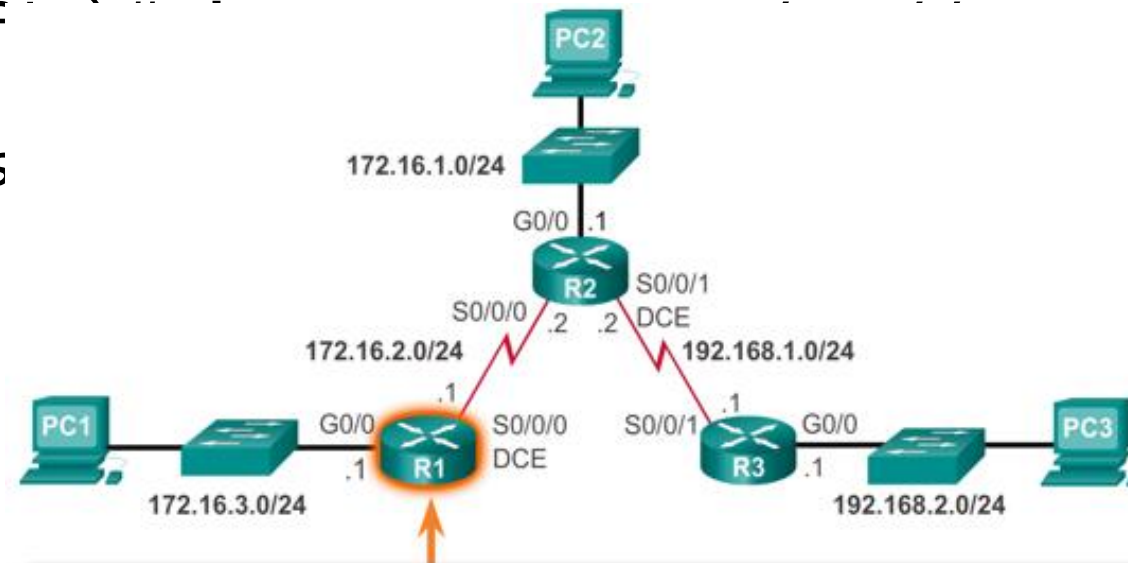 PC2
172.16.1.0/24
G0/0 .1
R2
S0/0/1
DCE
S0/0/0
.2 .2
172.16.2.0/24
192.168.1.0/24
.1
.1
PC1
G0/0
S0/0/0
S0/0/1
G0/0
PC3
.1
R1
DCE
R3
.1
172.16.3.0/24
192.168.2.0/24